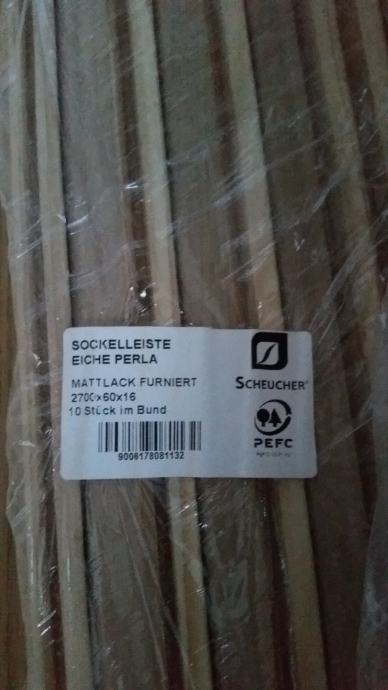 SOCKELLEISTE
EICHE PERLA
MATTLACK FURNIERT
2700x60x16
10 Stück im Bund
9006178081132
SCHEUCHER
PEFC